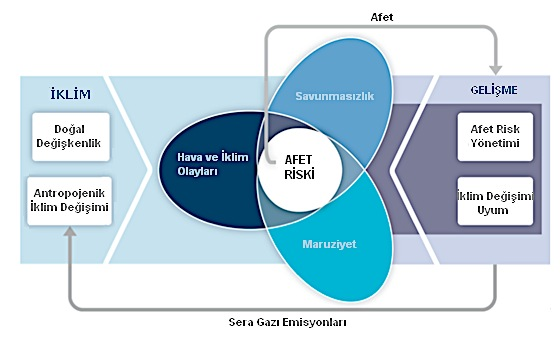 Afet
İKLİM
Doğal
Değişkenlik
Antropojenik
İklim Değişimi
Hava ve İklim
Olayları
Savunmasızlık
AFET
RİSKİ
Maruziyet
GELİŞME
Afet Risk
Yönetimi
İklim Değişimi
Uyum
Sera Gazı Emisyonları